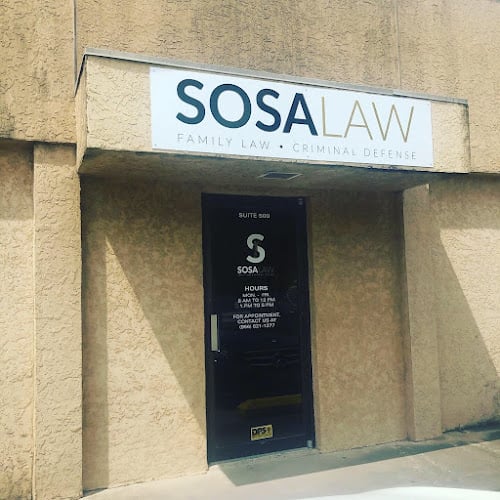 SOSALAW
FAMILY LAW • CRIMINAL DEFENSE
SUITE 500
S
SOSALAW
HOURS
MON. - FRI.
8 AM TO 12 PM
1 PM TO 5 PM
FOR APPOINTMENT,
CONTACT US AT
DPS